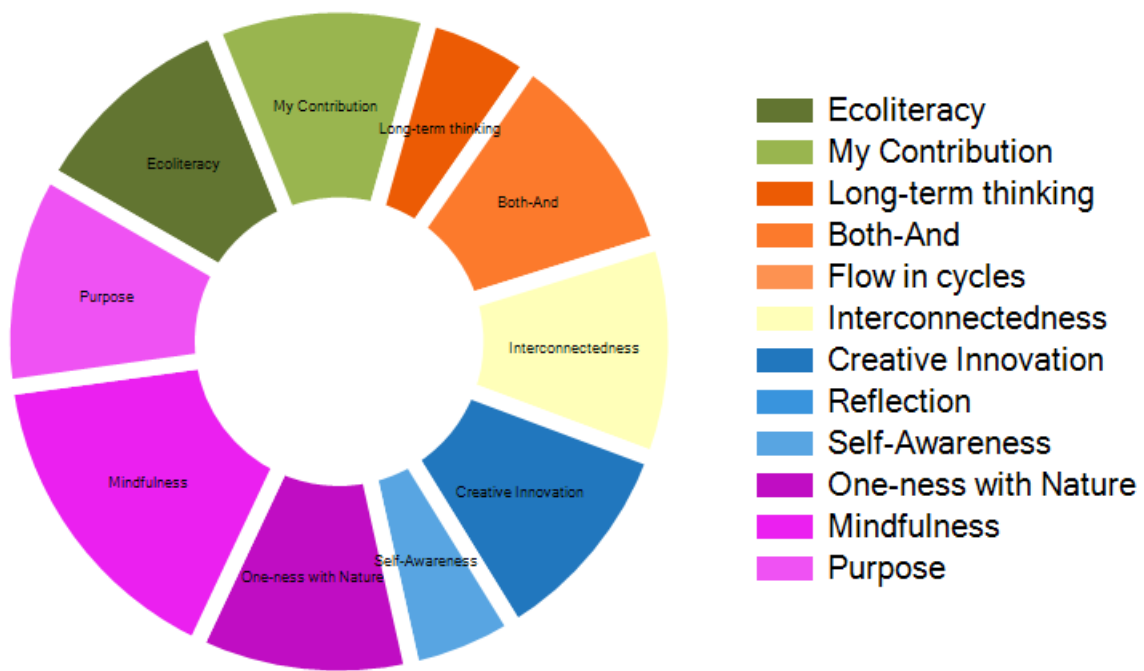 My Contribution
Long-term thinking
Ecoliteracy
Both-And
Purpose
Interconnectedness
Mindfulness
Creative Innovation
Self-Awareness
One-ness with Nature
Ecoliteracy
My Contribution
Long-term thinking
Both-And
Flow in cycles
Interconnectedness
Creative Innovation
Reflection
Self-Awareness
One-ness with Nature
Mindfulness
Purpose